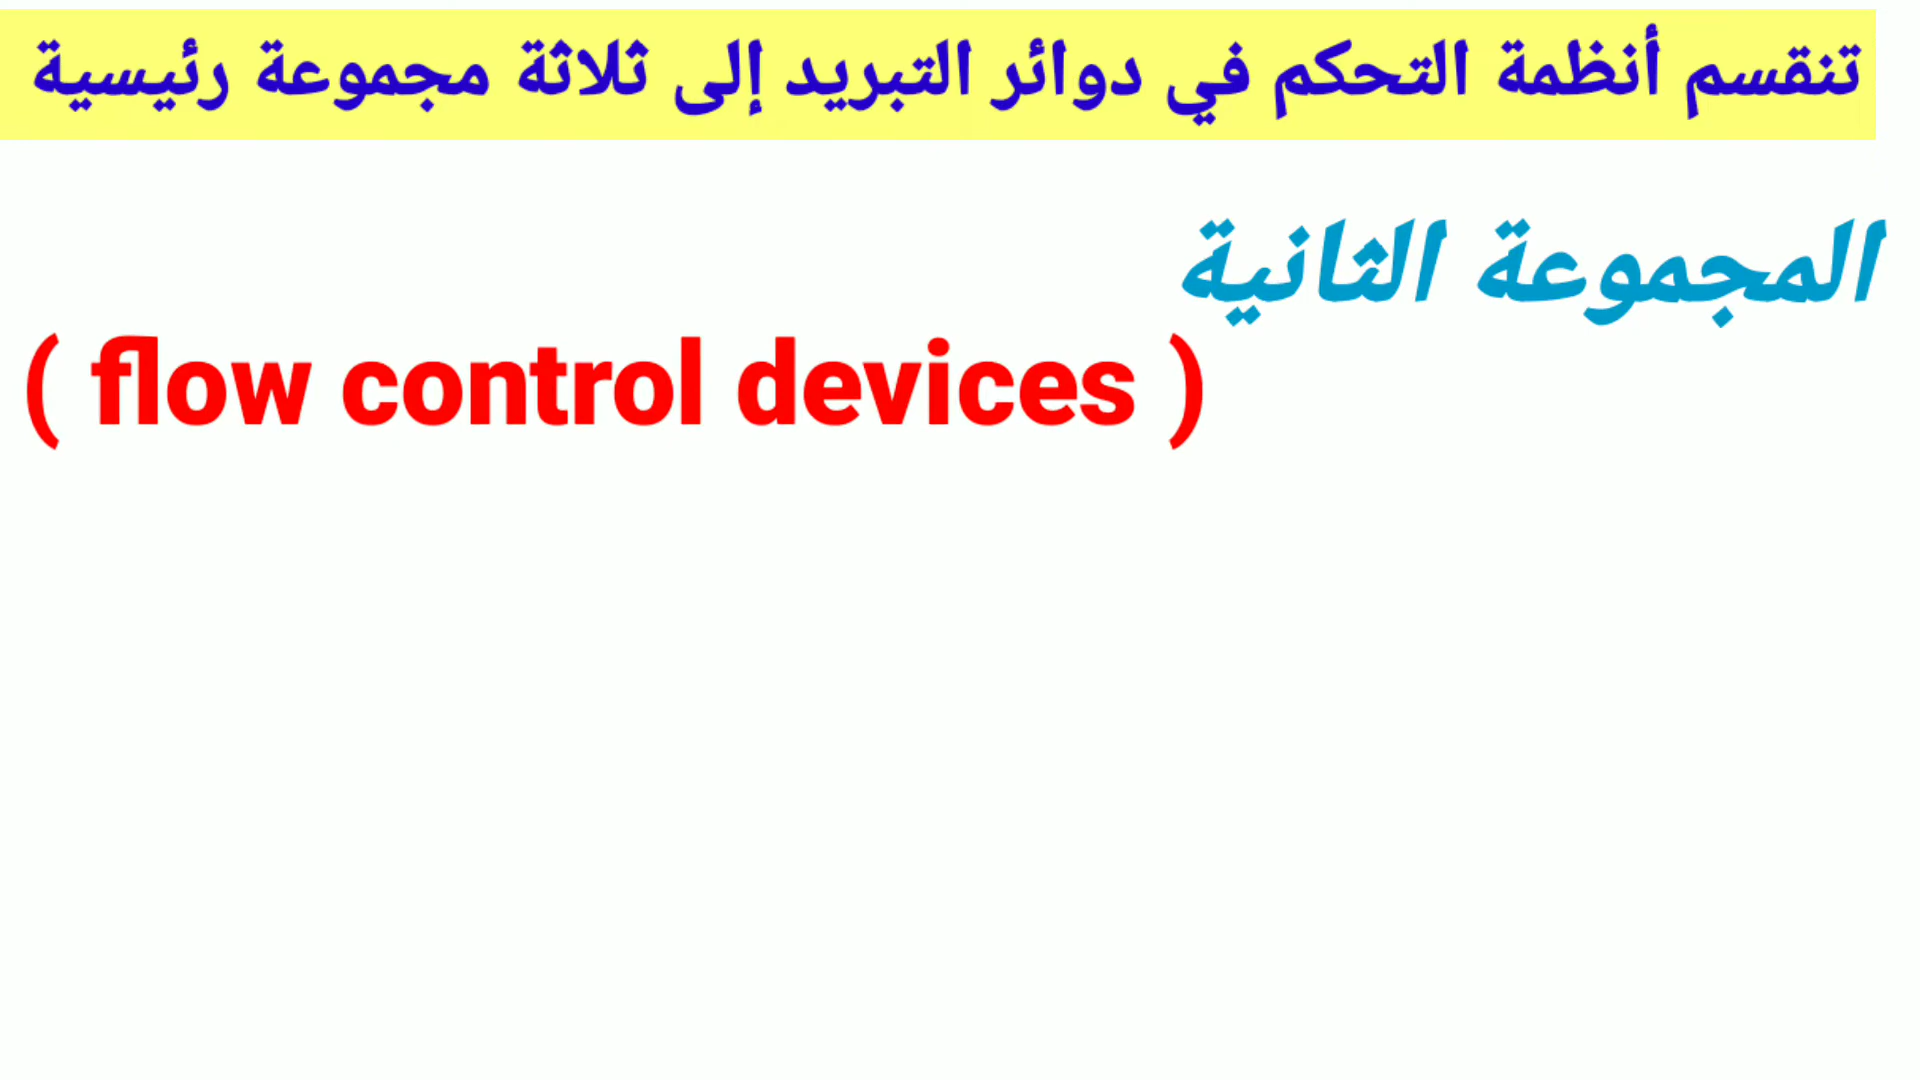 تنقسم أنظمة التحكم في دوائر التبريد إلى ثلاثة مجموعة رئيسية
المجموعة الثانية
( flow control devices )